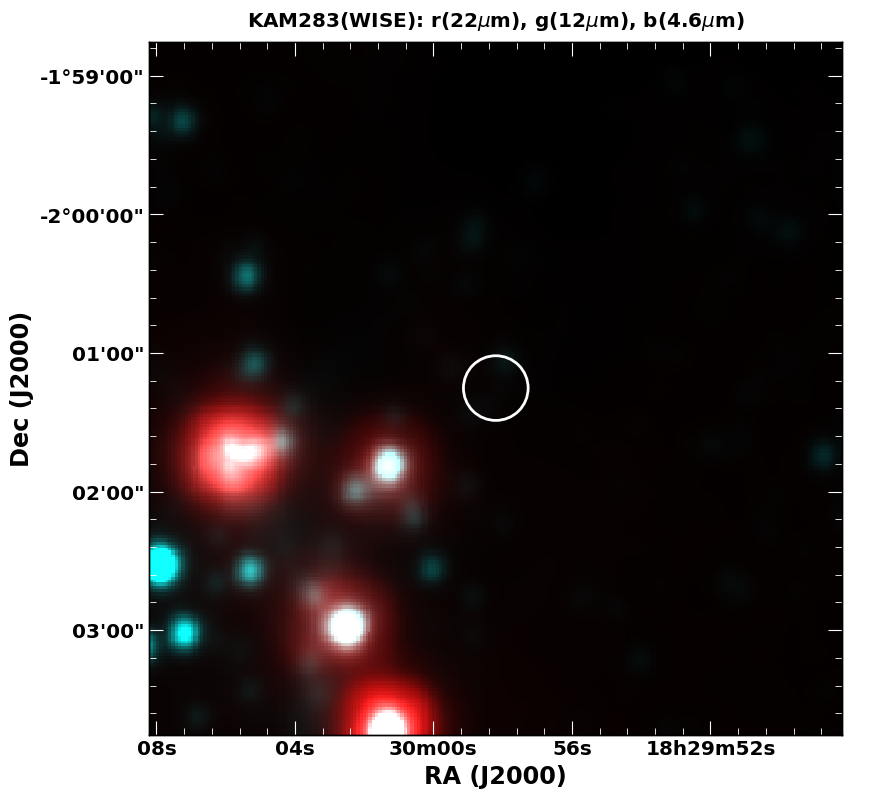 KAM283(WISE): r(22μm), g(12μm), b(4.6μm)
-1°59'00"
-2°00'00"
01'00"
02'00"
03'00"
Dec (J2000)
08s 04s 30m00s 56s 18h29m52s
RA (J2000)